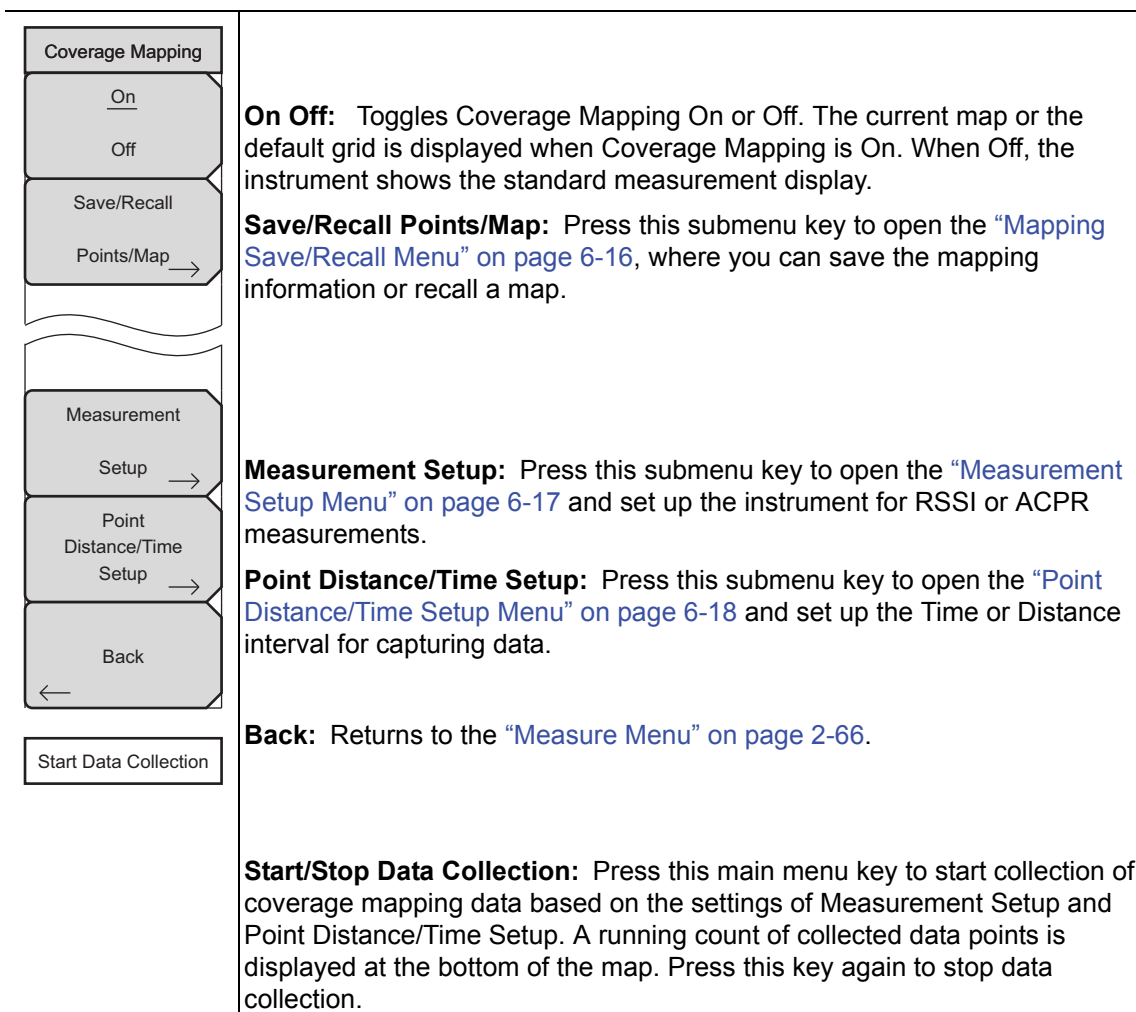 Coverage Mapping
On
Off
Save/Recall
Points/Map
Measurement
Setup
Point
Distance/Time
Setup
Back
Start Data Collection
On Off: Toggles Coverage Mapping On or Off. The current map or the
default grid is displayed when Coverage Mapping is On. When Off, the
instrument shows the standard measurement display.
Save/Recall Points/Map: Press this submenu key to open the “Mapping
Save/Recall Menu” on page 6-16, where you can save the mapping
information or recall a map.
Measurement Setup: Press this submenu key to open the “Measurement
Setup Menu” on page 6-17 and set up the instrument for RSSI or ACPR
measurements.
Point Distance/Time Setup: Press this submenu key to open the “Point
Distance/Time Setup Menu” on page 6-18 and set up the Time or Distance
interval for capturing data.
Back: Returns to the “Measure Menu” on page 2-66.
Start/Stop Data Collection: Press this main menu key to start collection of
coverage mapping data based on the settings of Measurement Setup and
Point Distance/Time Setup. A running count of collected data points is
displayed at the bottom of the map. Press this key again to stop data
collection.